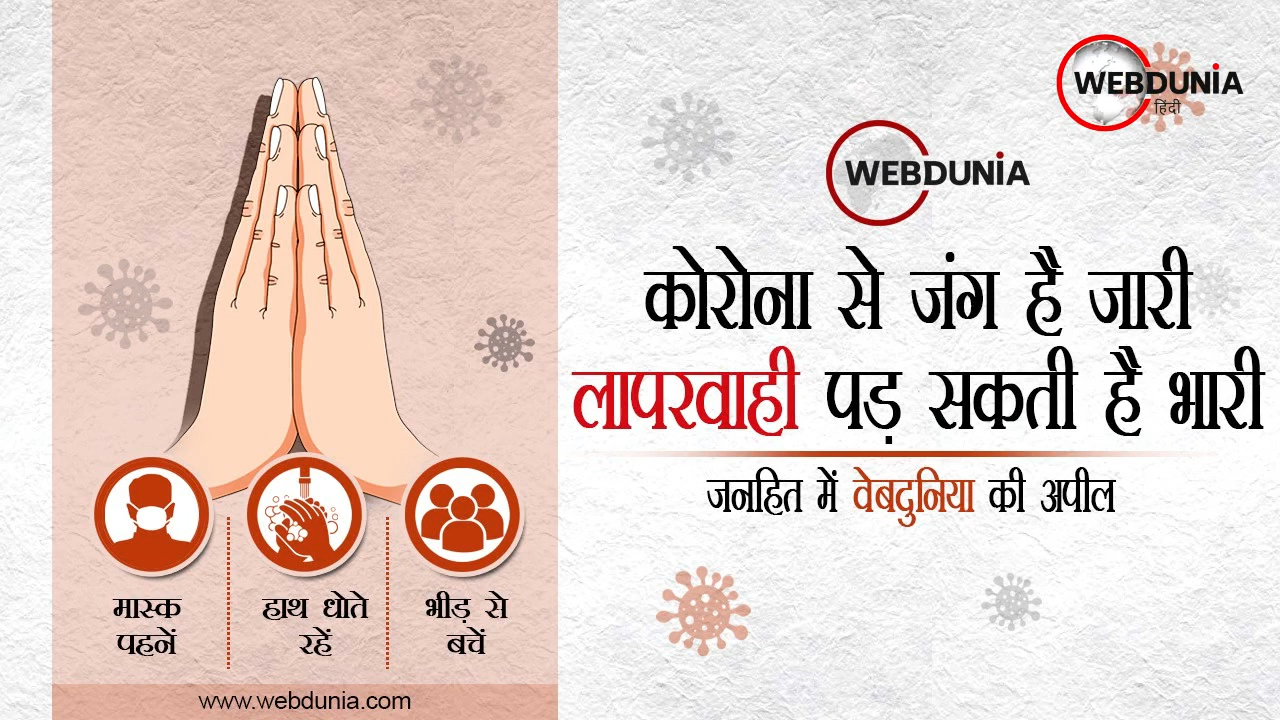 WEBDUNIA
हिंदी
WEBDUNIA
कोरोना से जंग है जारी
लापरवाही पड़ सकती है भारी
जनहित में वेबदुनिया की अपील
मास्क
पहनें
हाथ धोते
रहें
भीड़ से
बचें
www.webdunia.com